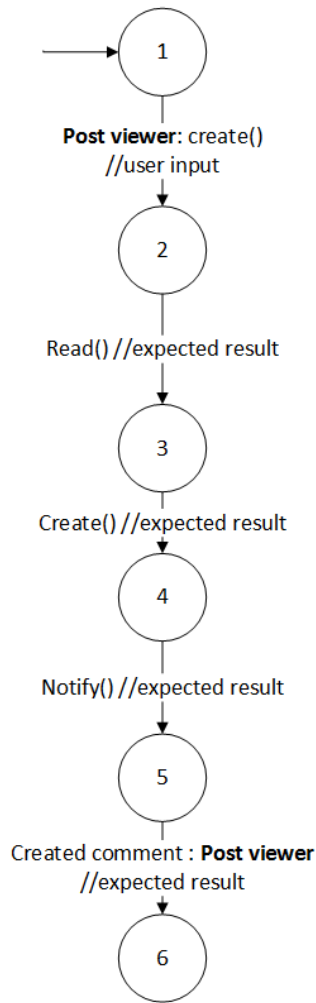 1
Post viewer: create()
//user input
2
Read() //expected result
3
Create() //expected result
4
Notify() //expected result
5
Created comment : Post viewer
//expected result
6